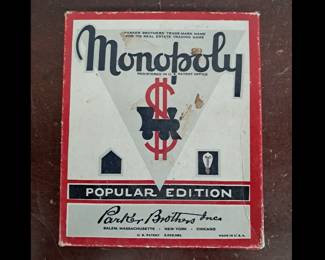 PARKER BROTHERS TRADE-MARK NAME
FOR ITS REAL ESTATE TRADING GAME
Monopoly
REGISTERED IN U.S. PATENT OFFICE
$
POPULAR EDITION
Parker Brothers Inc
SALEM, MASSACHUSETTS · NEW YORK · CHICAGO
U. S. PATENT
MADE IN U.S.A.